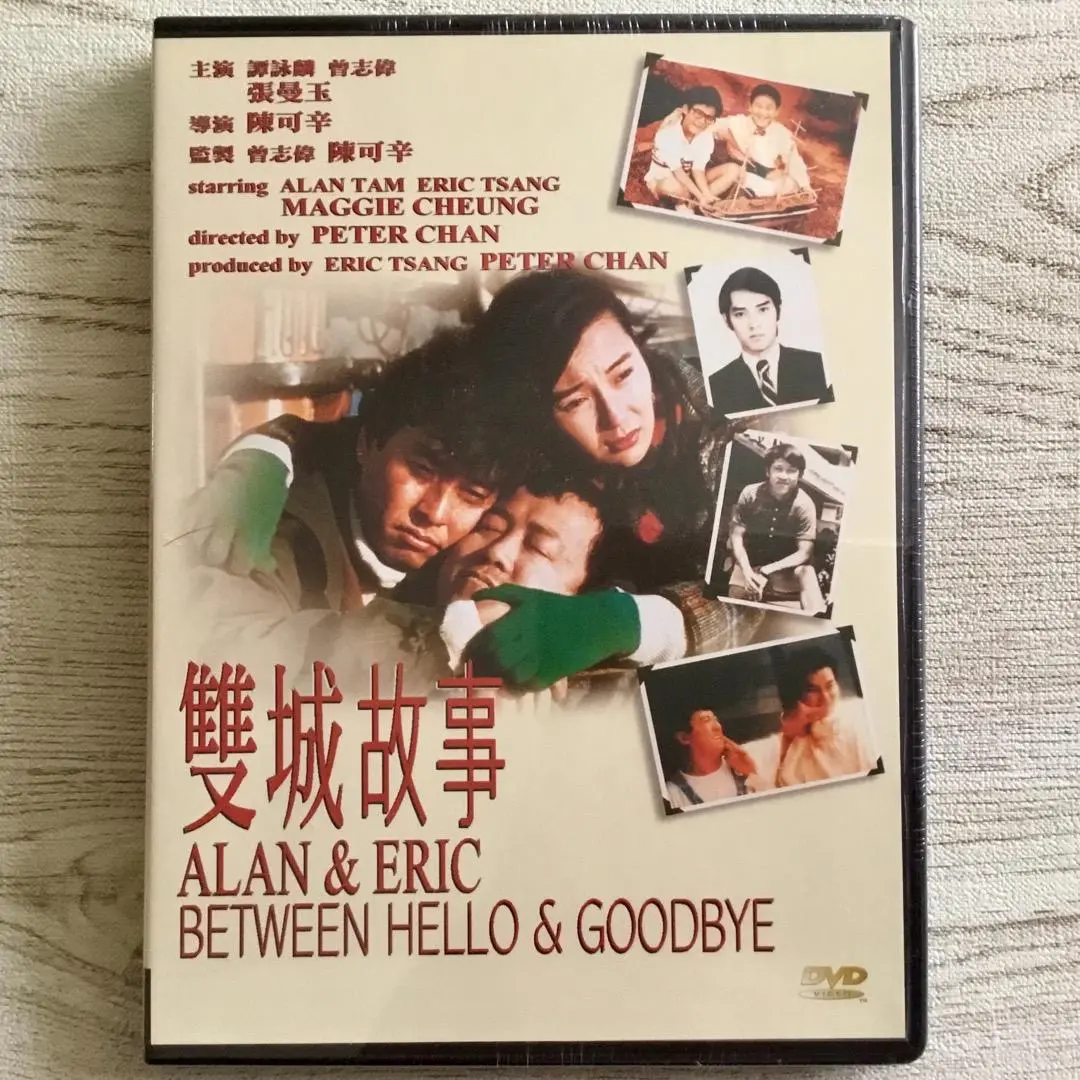 主演 譚詠麟 曾志偉
張曼玉
導演 陳可辛
監製 曾志偉 陳可辛
starring ALAN TAM ERIC TSANG
MAGGIE CHEUNG
directed by PETER CHAN
produced by ERIC TSANG PETER CHAN
雙城故事
ALAN & ERIC
BETWEEN HELLO & GOODBYE
DVD
VIDEO
TM